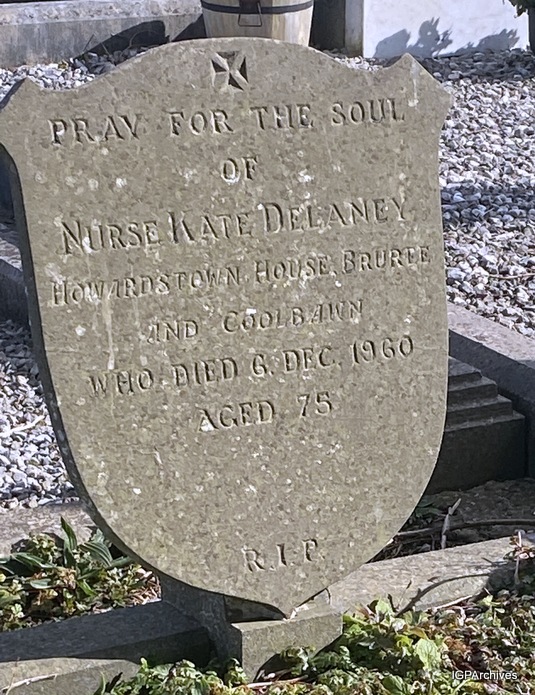 PRAY FOR THE SOUL
OF
NURSE KATE DELANEY
HOWARDSTOWN HOUSE, BRUREE
AND COOLBAWN
WHO DIED 6. DEC. 1960
AGED 75
R.I.P.
IGPArchives